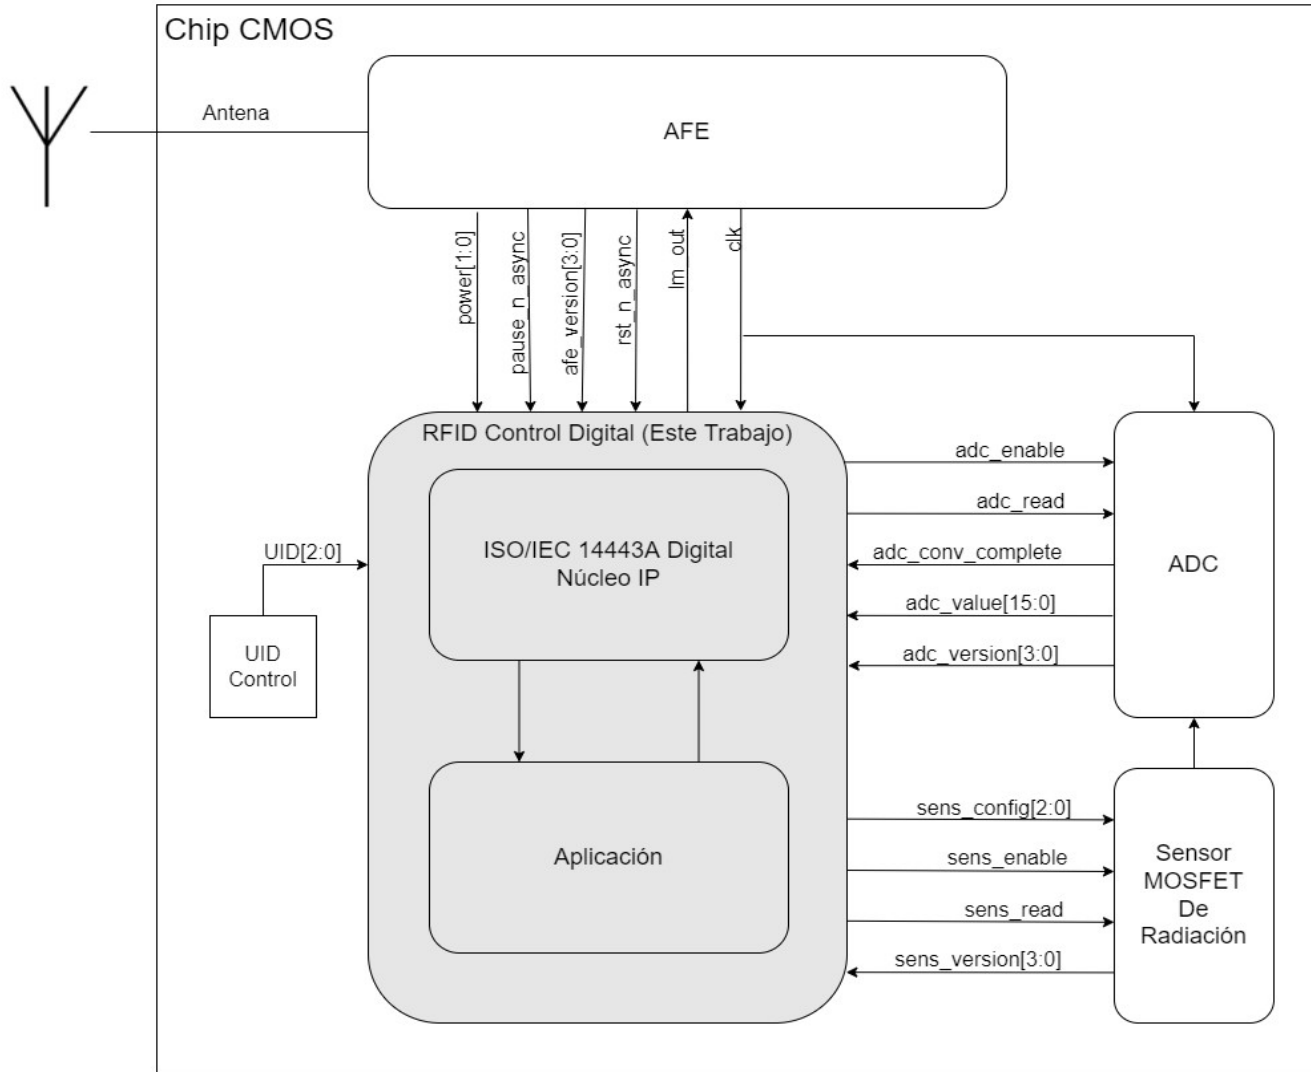 Chip CMOS
Antena
AFE
power[1:0]
pause_n_async
afe_version[3:0]
rst_n_async
lm_out
clk
RFID Control Digital (Este Trabajo)
ISO/IEC 14443A Digital
Núcleo IP
UID[2:0]
UID
Control
adc_enable
adc_read
adc_conv_complete
adc_value[15:0]
adc_version[3:0]
ADC
Aplicación
sens_config[2:0]
sens_enable
sens_read
sens_version[3:0]
Sensor
MOSFET
De
Radiación